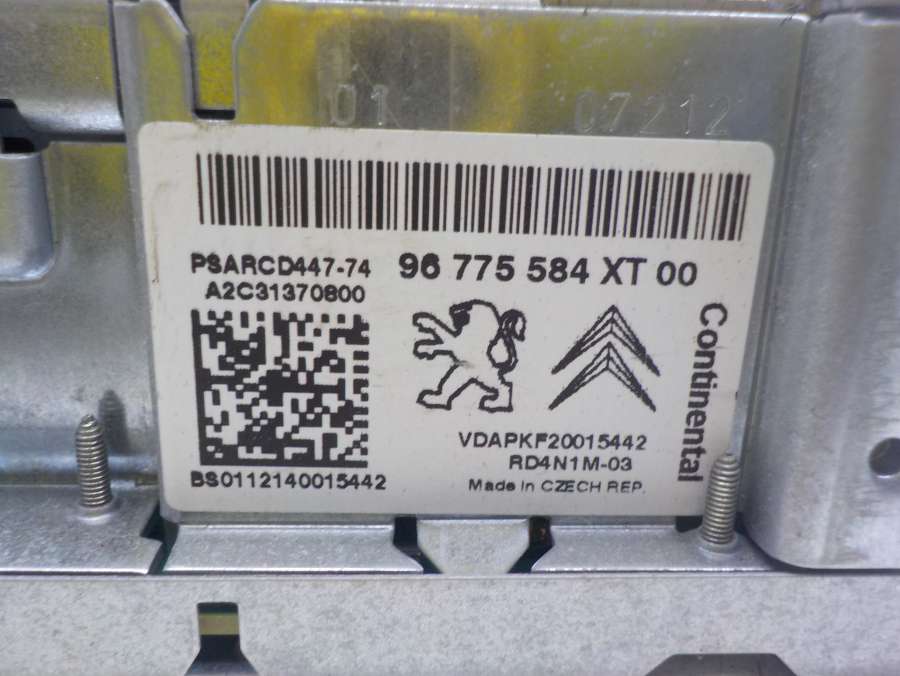 01 07212
PSARCD447-74
A2C31370800
96 775 584 XT 00
Continental
VDAPKF20015442
RD4N1M-03
Made in CZECH REP.
BS0112140015442